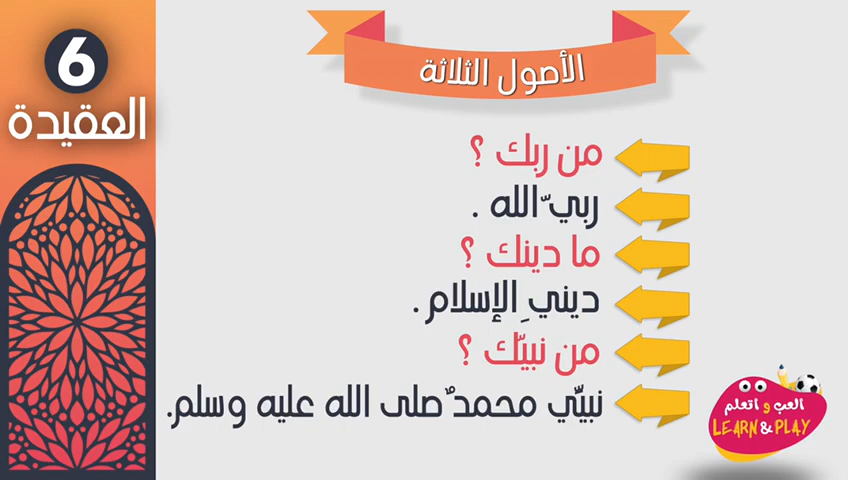 الأصول الثلاثة
6
العقيدة
من ربك ؟
ربيّ الله .
ما دينك ؟
دينيِ الإسلام .
من نبيّك ؟
نبيّي محمدٌ صلى الله عليه وسلم.
العب و اتعلم
LEARN & PLAY